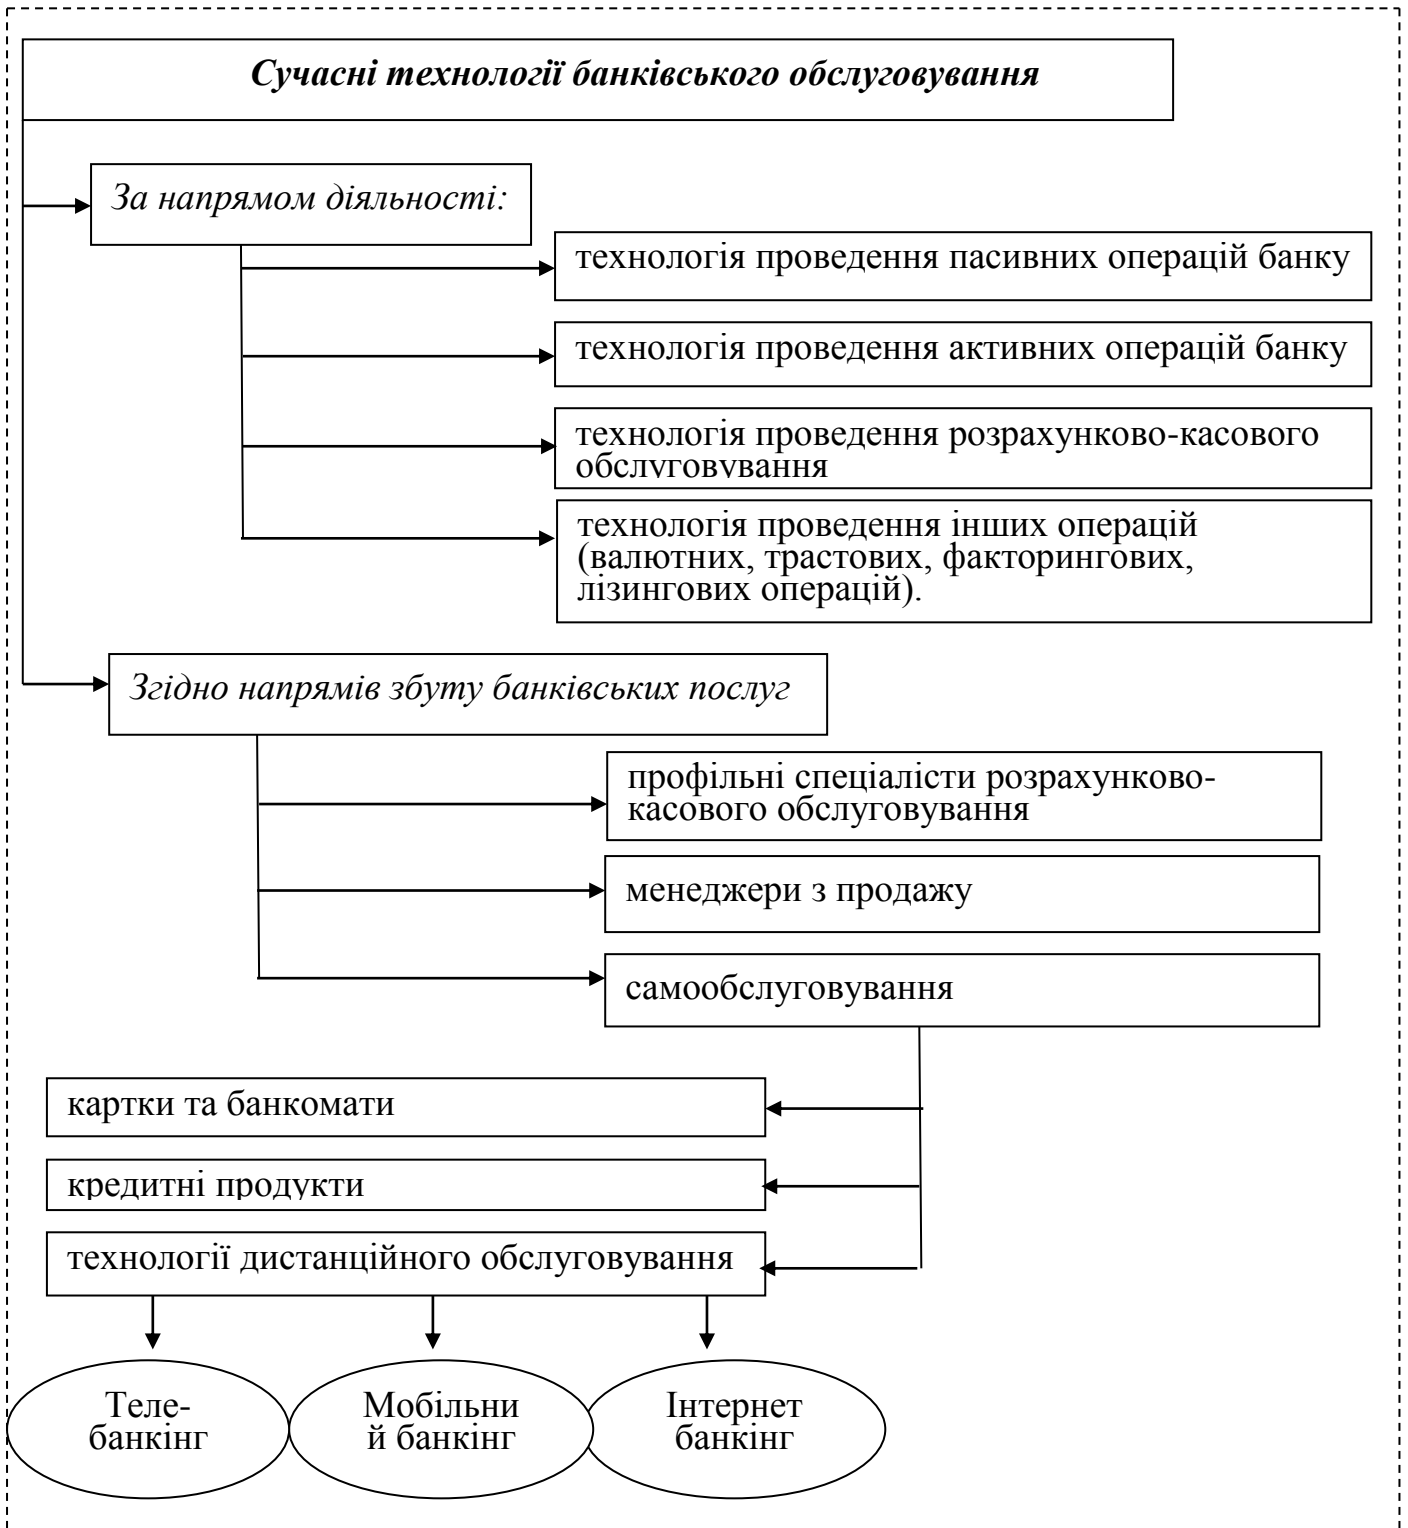 Сучасні технології банківського обслуговування
За напрямом діяльності:
технологія проведення пасивних операцій банку
технологія проведення активних операцій банку
технологія проведення розрахунково-касового
обслуговування
технологія проведення інших операцій
(валютних, трастових, факторингових,
лізингових операцій).
Згідно напрямів збуту банківських послуг
профільні спеціалісти розрахунково-
касового обслуговування
менеджери з продажу
самообслуговування
картки та банкомати
кредитні продукти
технології дистанційного обслуговування
Теле-
банкінг
Мобільни
й банкінг
Інтернет
банкінг